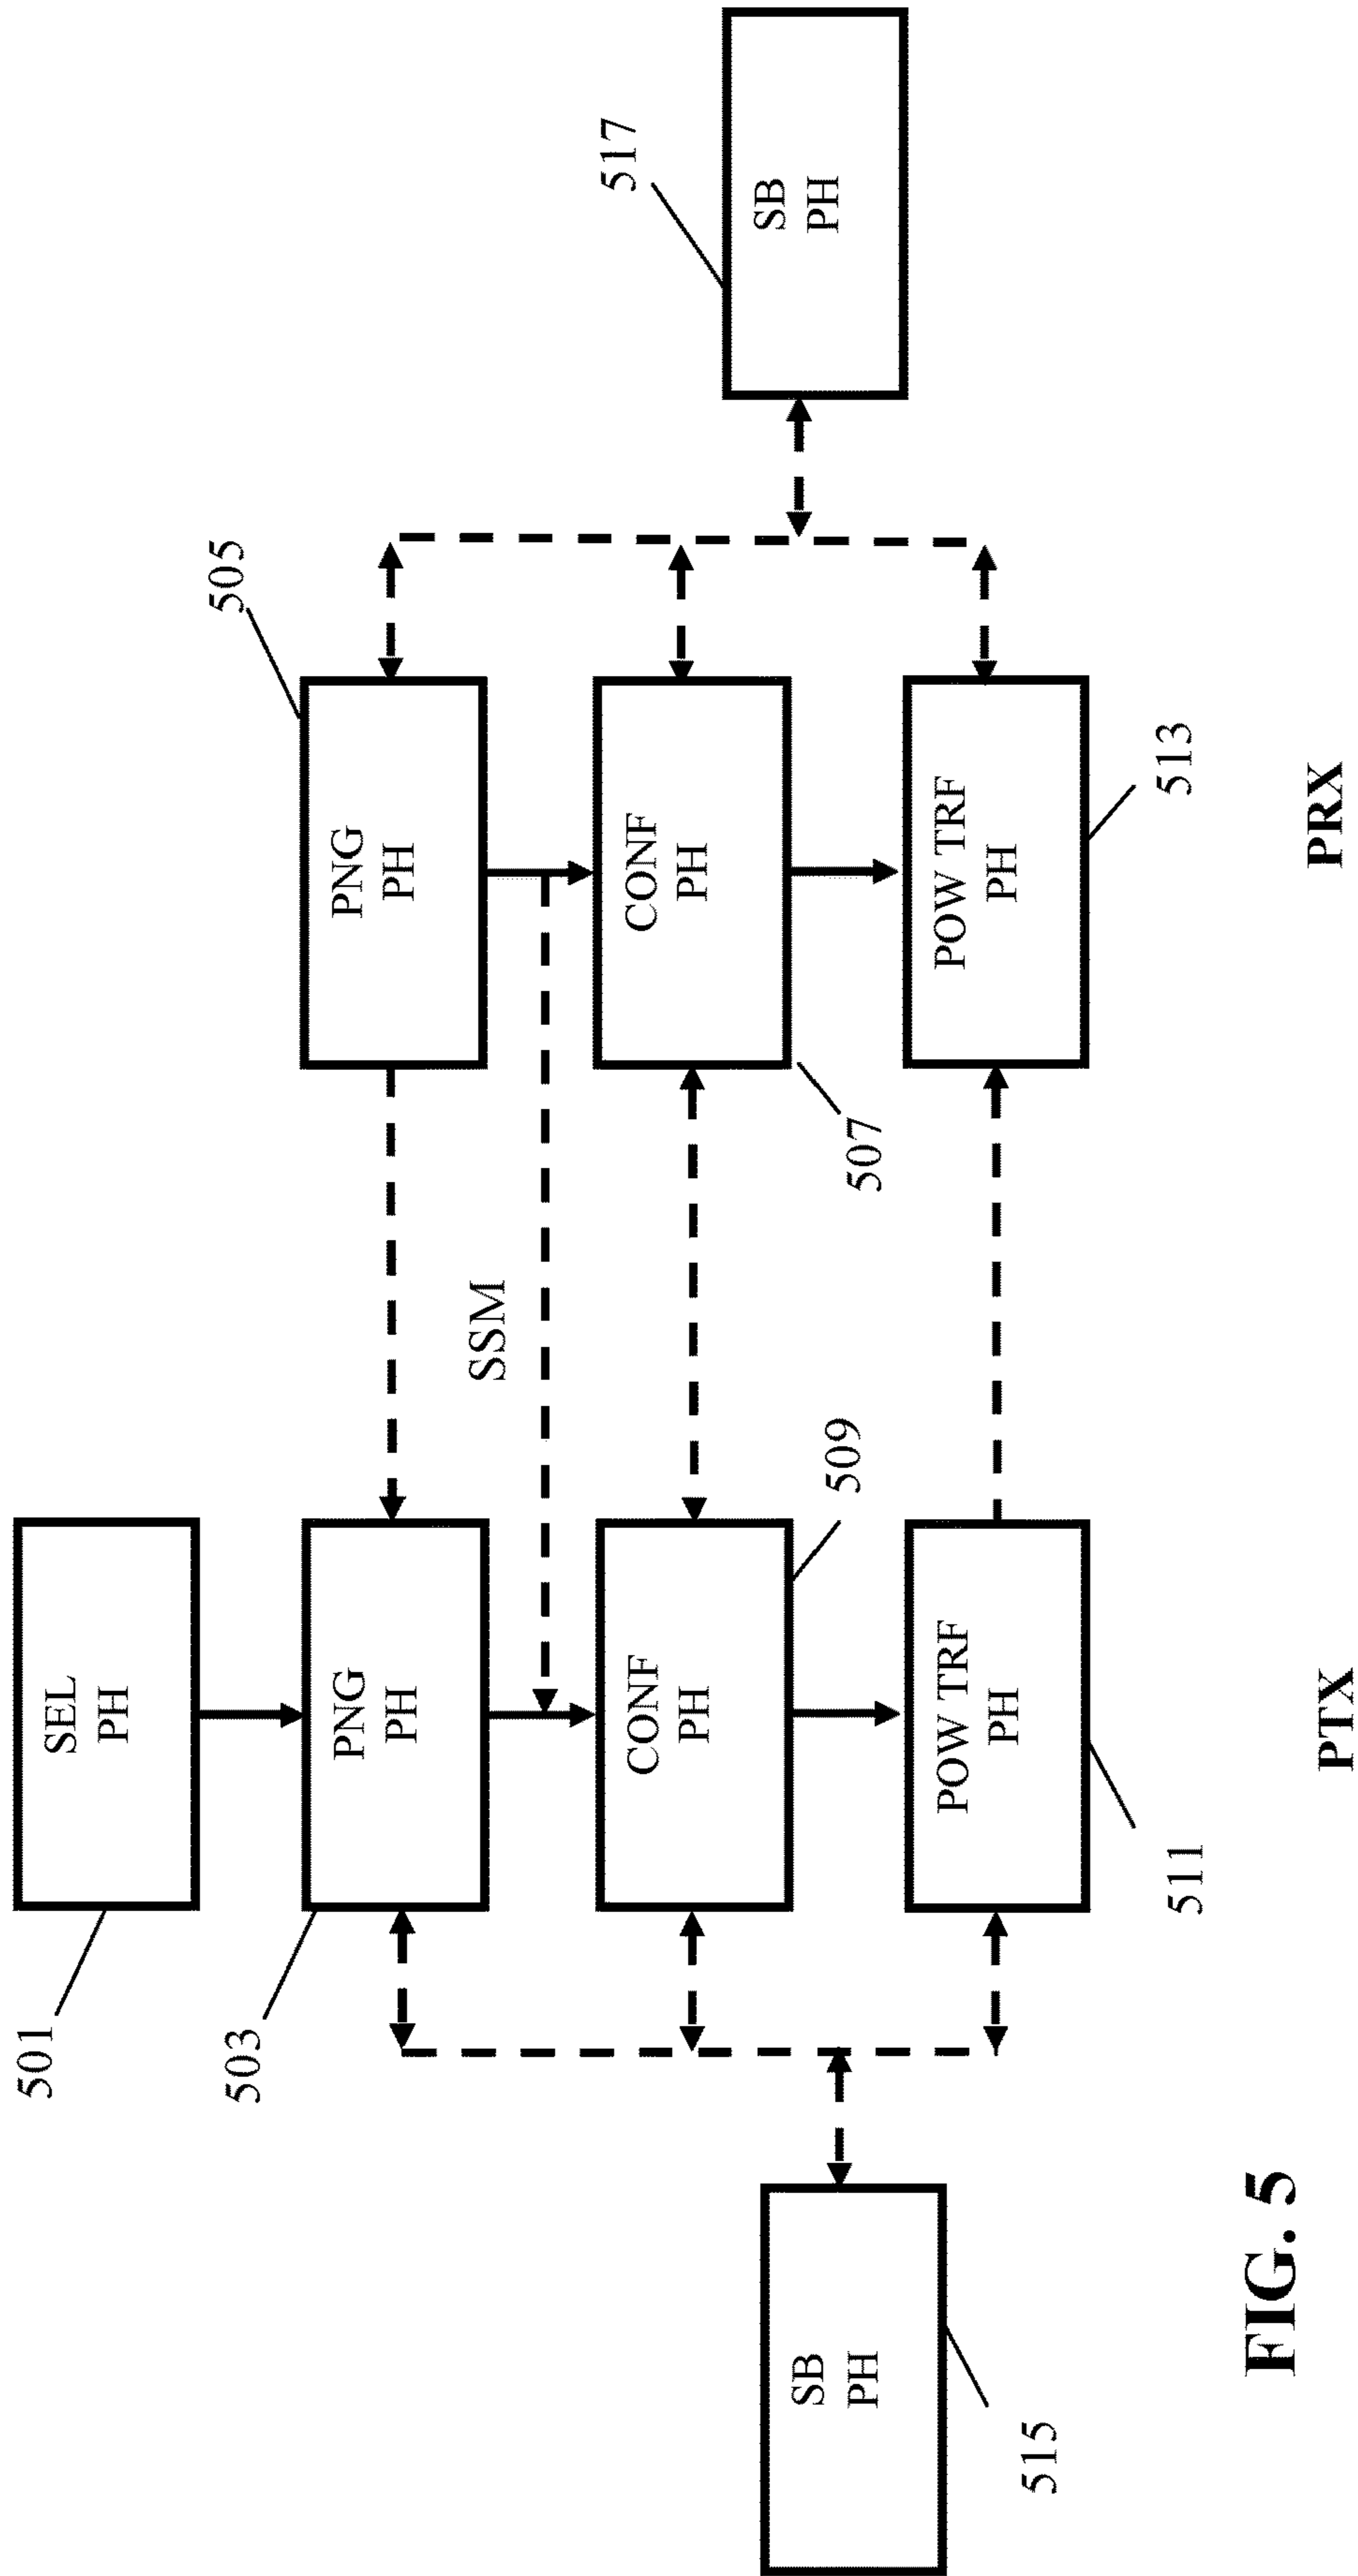 501
SEL
PH
503
PNG
PH
SSM
505
PNG
PH
509
CONF
PH
507
CONF
PH
515
SB
PH
517
SB
PH
511
POW TRF
PH
513
POW TRF
PH
PTX
PRX
FIG. 5